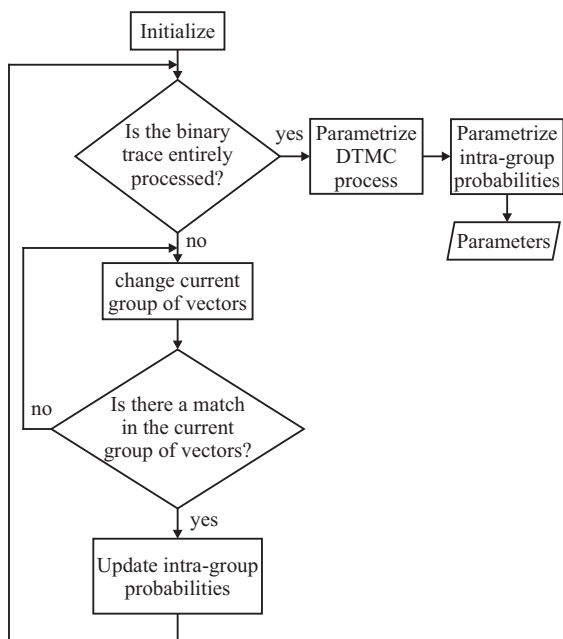 Initialize
Is the binary
trace entirely
processed?
yes
Parametrize
DTMC
process
Parametrize
intra-group
probabilities
Parameters
no
change current
group of vectors
Is there a match
in the current
group of vectors?
no
yes
Update intra-group
probabilities